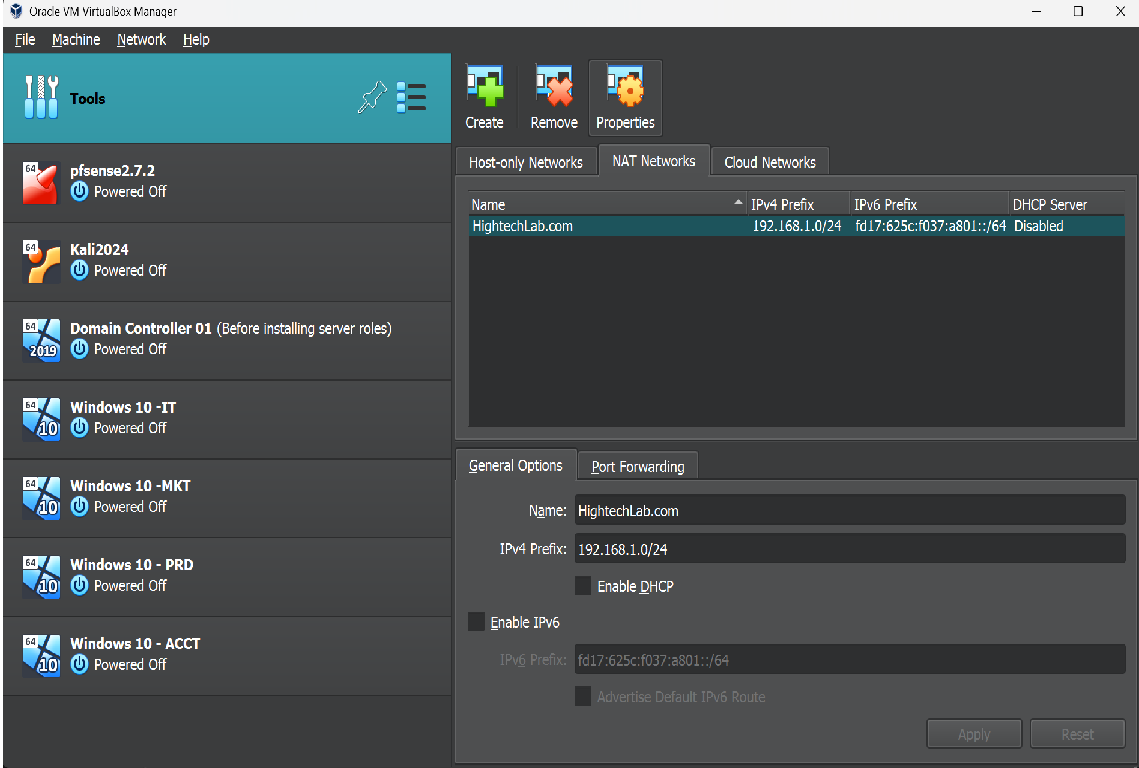 Oracle VM VirtualBox Manager
File Machine Network Help
Tools
64
pfsense2.7.2
Powered Off
64
Kali2024
Powered Off
64
2019
Domain Controller 01 (Before installing server roles)
Powered Off
64
10
Windows 10 -IT
Powered Off
64
10
Windows 10 -MKT
Powered Off
64
10
Windows 10 - PRD
Powered Off
64
10
Windows 10 - ACCT
Powered Off
Create Remove Properties
Host-only Networks NAT Networks Cloud Networks
Name IPv4 Prefix IPv6 Prefix DHCP Server
HightechLab.com 192.168.1.0/24 fd17:625c:f037:a801::/64 Disabled
General Options Port Forwarding
Name: HightechLab.com
IPv4 Prefix: 192.168.1.0/24
Enable DHCP
Enable IPv6
IPv6 Prefix: fd17:625c:f037:a801::/64
Advertise Default IPv6 Route
Apply Reset